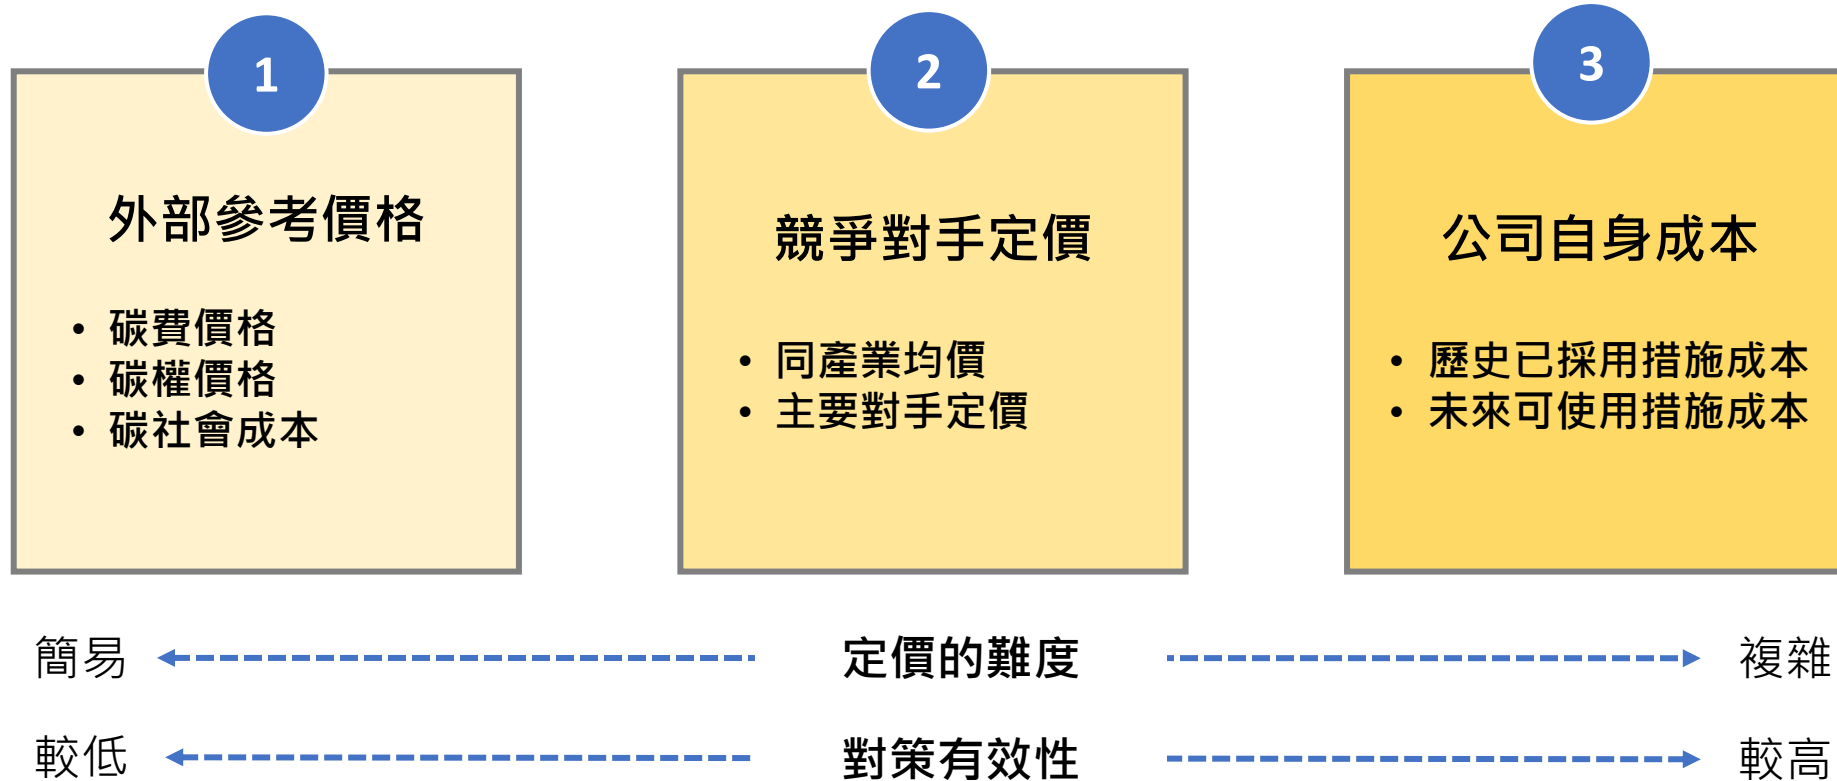 1
外部參考價格
• 碳費價格
• 碳權價格
• 碳社會成本
2
競爭對手定價
• 同產業均價
• 主要對手定價
3
公司自身成本
• 歷史已採用措施成本
• 未來可使用措施成本
簡易 定價的難度 複雜
較低 對策有效性 較高